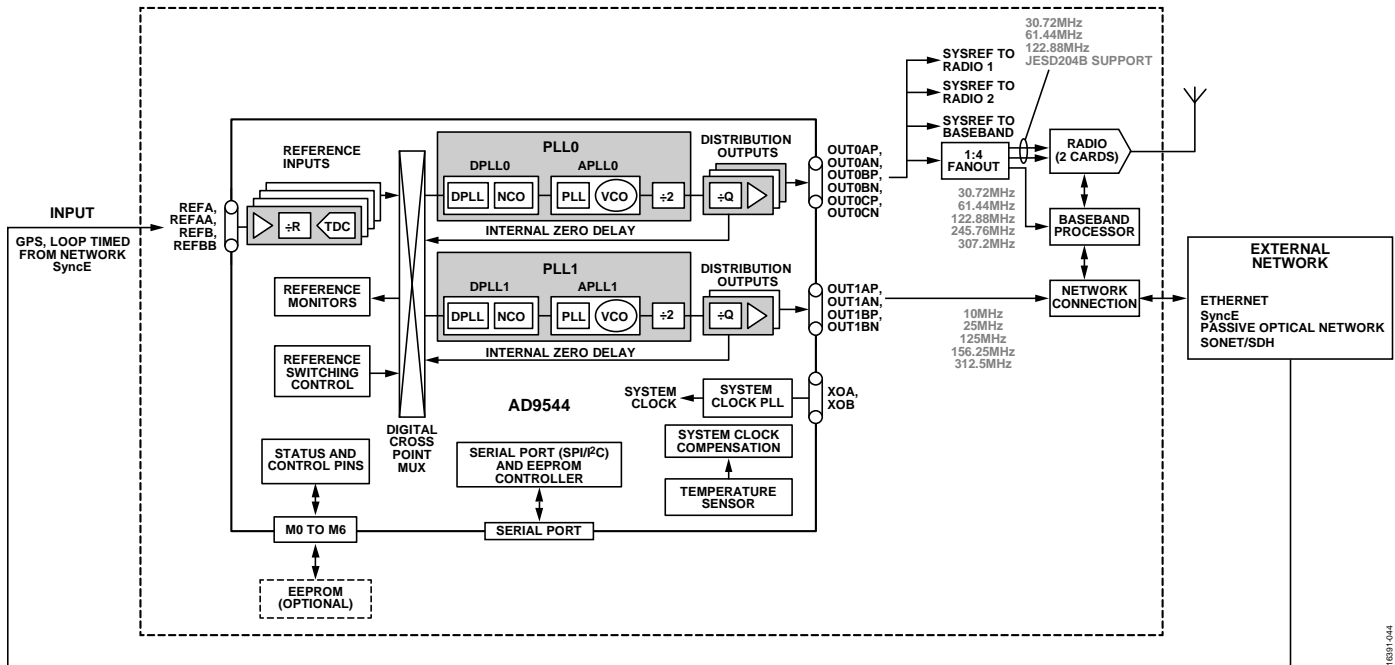 30.72MHz
61.44MHz
122.88MHz
JESD204B SUPPORT
SYSREF TO
RADIO 1
SYSREF TO
RADIO 2
SYSREF TO
BASEBAND
1:4
FANOUT
RADIO
(2 CARDS)
30.72MHz
61.44MHz
122.88MHz
245.76MHz
307.2MHz
BASEBAND
PROCESSOR
NETWORK
CONNECTION
10MHz
25MHz
125MHz
156.25MHz
312.5MHz
EXTERNAL
NETWORK
ETHERNET
SyncE
PASSIVE OPTICAL NETWORK
SONET/SDH
INPUT
GPS, LOOP TIMED
FROM NETWORK
SyncE
REFA,
REFAA,
REFB,
REFBB
REFERENCE
INPUTS
÷R
TDC
PLL0
DPLL0
APLL0
DPLL
NCO
PLL
VCO
÷2
DISTRIBUTION
OUTPUTS
÷Q
INTERNAL ZERO DELAY
OUT0AP,
OUT0AN,
OUT0BP,
OUT0BN,
OUT0CP,
OUT0CN
PLL1
DPLL1
APLL1
DPLL
NCO
PLL
VCO
÷2
DISTRIBUTION
OUTPUTS
÷Q
INTERNAL ZERO DELAY
OUT1AP,
OUT1AN,
OUT1BP,
OUT1BN
REFERENCE
MONITORS
REFERENCE
SWITCHING
CONTROL
DIGITAL
CROSS
POINT
MUX
AD9544
SYSTEM
CLOCK
SYSTEM
CLOCK PLL
XOA,
XOB
SYSTEM CLOCK
COMPENSATION
TEMPERATURE
SENSOR
STATUS AND
CONTROL PINS
SERIAL PORT (SPI/I²C)
AND EEPROM
CONTROLLER
M0 TO M6
SERIAL PORT
EEPROM
(OPTIONAL)
16391-044